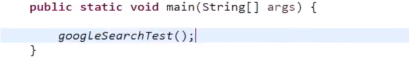 public static void main(String[] args) {
googleSearchTest();
}